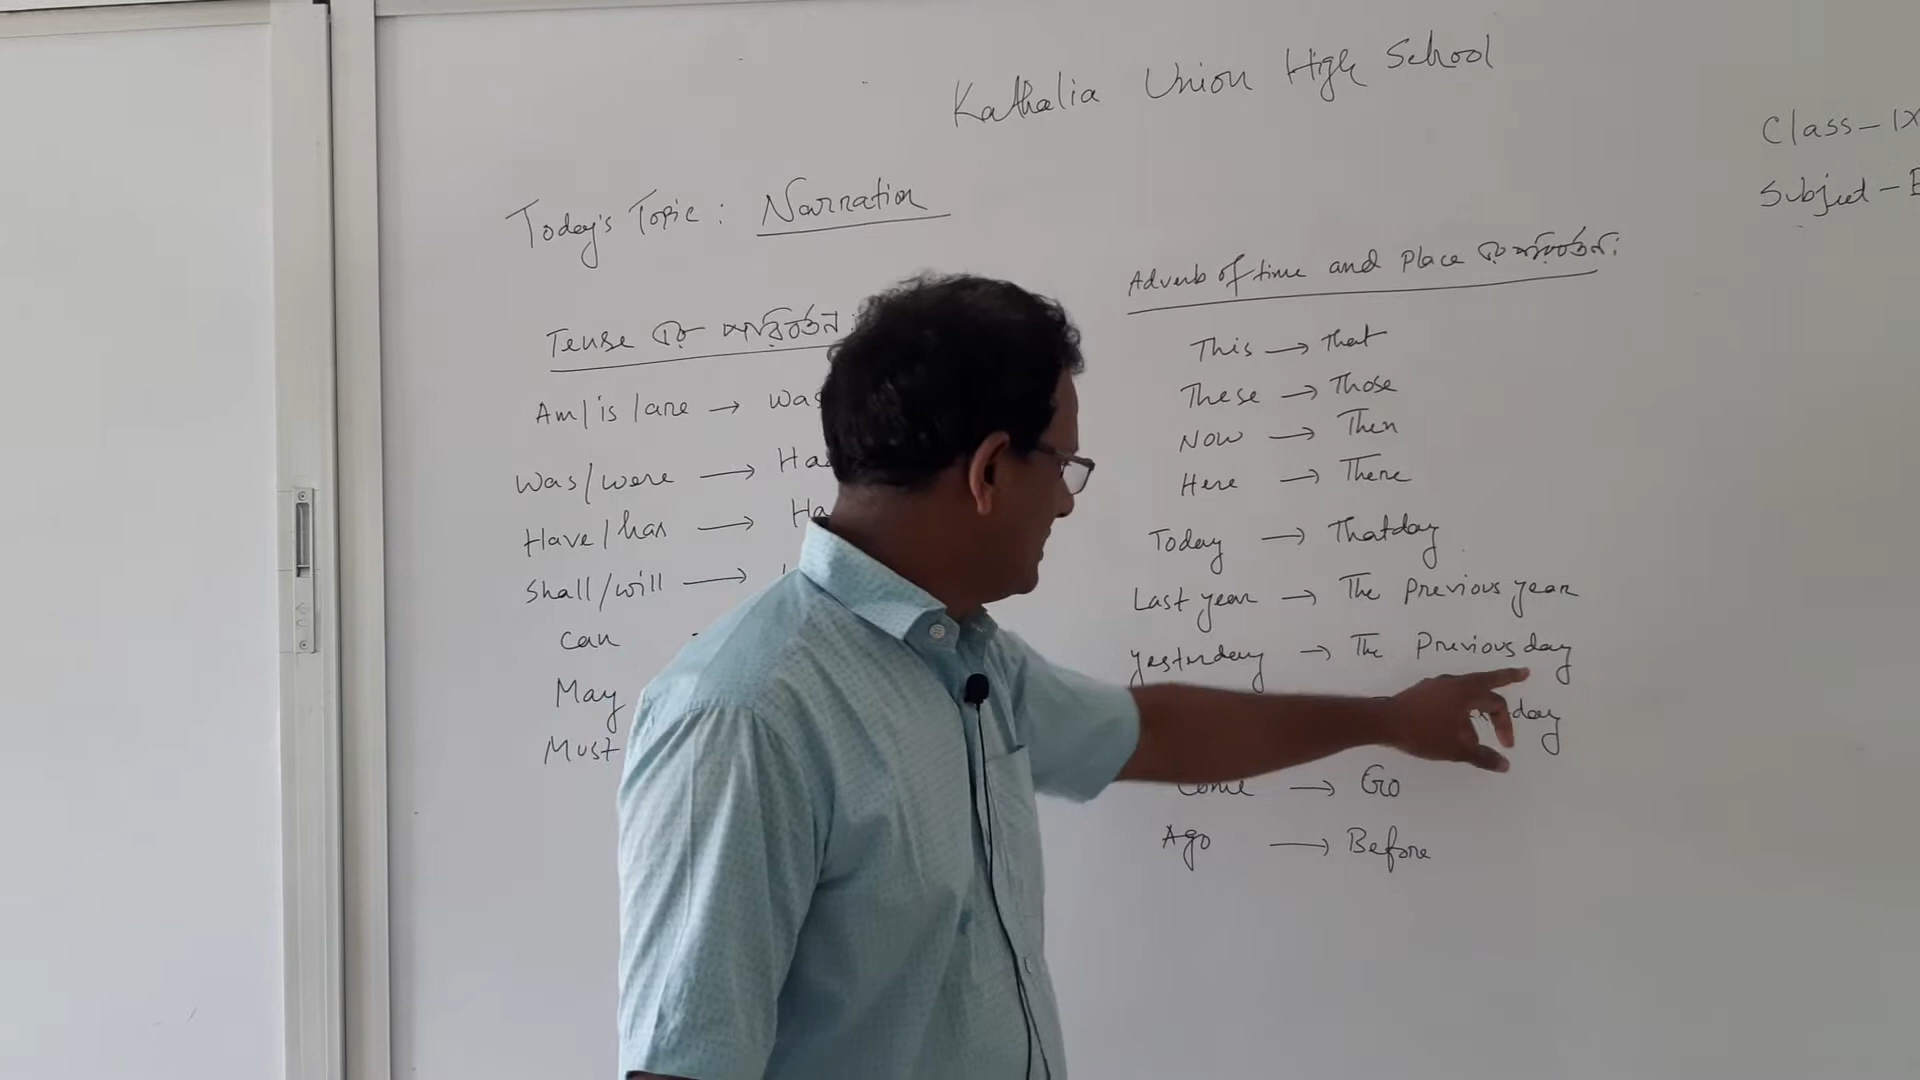 Kathalia Union High School
Class - IX
Subject - E
Today's Topic : Narration
Tense এর পরিবর্তন :
Am / is / are → was
Was / were → Ha
Have / has → Ha
Shall / will →
can
May
Must
Adverb of time and place এর পরিবর্তন :
This → That
These → Those
Now → Then
Here → There
Today → Thatday
Last year → The previous year
yesterday → The Previous day
day
come → Go
Ago → Before